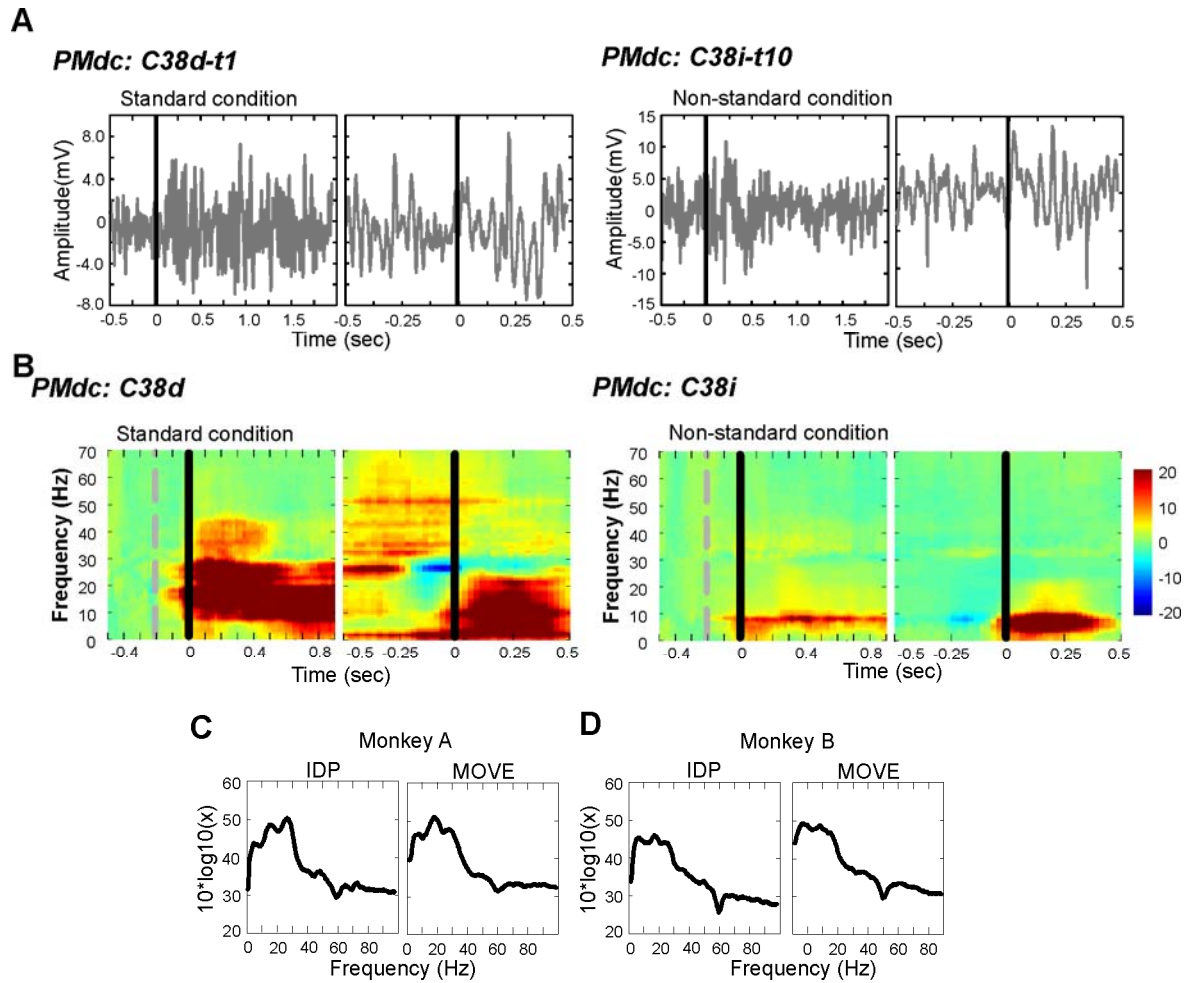 A
PMdc: C38d-t1
PMdc: C38i-t10
Standard condition
Non-standard condition
Amplitude(mV)
8.0
4.0
0
-4.0
-8.0
-0.5 0 0.5 1.0 1.5
-0.5 -0.25 0 0.25 0.5
Time (sec)
Amplitude(mV)
15
10
5.0
0
-5.0
-10
-15
-0.5 0 0.5 1.0 1.5
-0.5 -0.25 0 0.25 0.5
Time (sec)
B
PMdc: C38d
PMdc: C38i
Standard condition
Non-standard condition
Frequency (Hz)
70
60
50
40
30
20
10
0
-0.4 0 0.4 0.8
-0.5 -0.25 0 0.25 0.5
Time (sec)
Frequency (Hz)
70
60
50
40
30
20
10
0
-0.4 0 0.4 0.8
-0.5 -0.25 0 0.25 0.5
Time (sec)
20
10
0
-10
-20
C
Monkey A
IDP
MOVE
10*log10(x)
60
50
40
30
20
0 20 40 60 80
0 20 40 60 80
Frequency (Hz)
D
Monkey B
IDP
MOVE
10*log10(x)
60
50
40
30
20
0 20 40 60 80
0 20 40 60 80
Frequency (Hz)